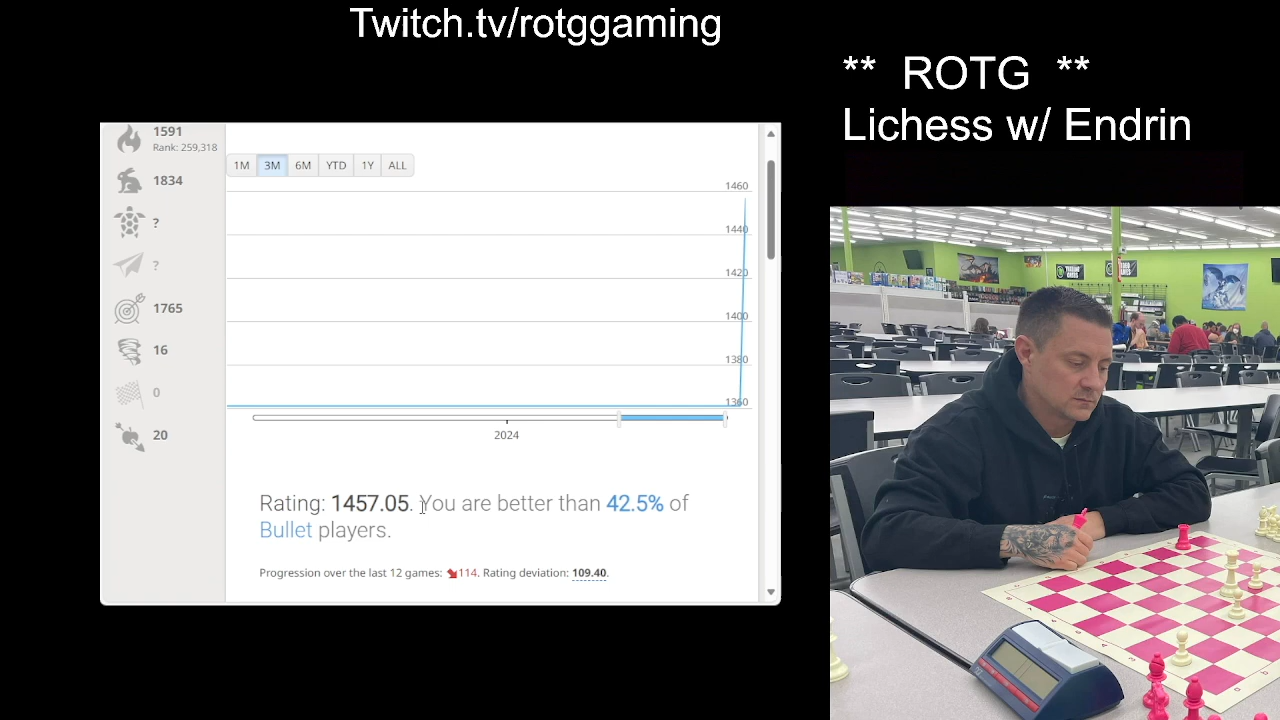 Twitch.tv/rotggaming
** ROTG **
Lichess w/ Endrin
1591
Rank: 259,318
1834
?
?
1765
16
0
20
1M 3M 6M YTD 1Y ALL
1460
1440
1420
1400
1380
1360
2024
Rating: 1457.05. You are better than 42.5% of
Bullet players.
Progression over the last 12 games: 114. Rating deviation: 109.40.